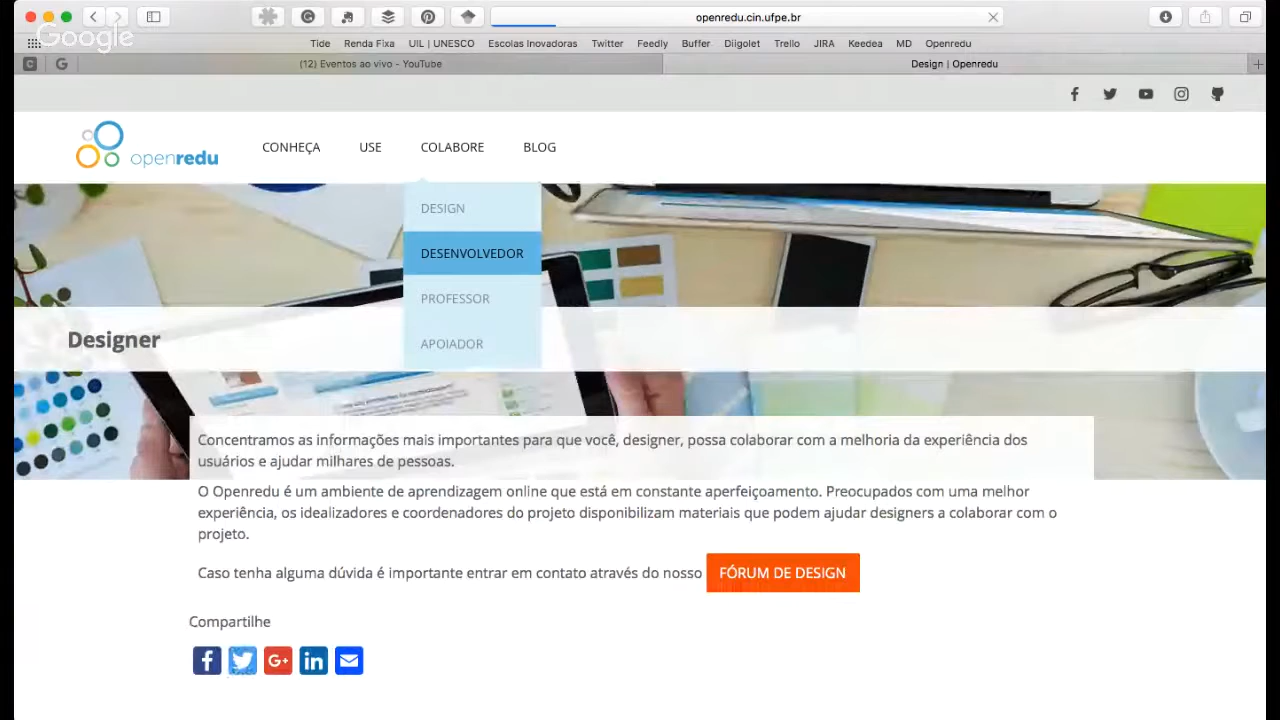 openredu.cin.ufpe.br
Google
Tide Renda Fixa UIL | UNESCO Escolas Inovadoras Twitter Feedly Buffer Diigolet Trello JIRA Keedea MD Openredu
C G (12) Eventos ao vivo - YouTube Design | Openredu
openredu CONHEÇA USE COLABORE BLOG
DESIGN
DESENVOLVEDOR
PROFESSOR
APOIADOR
Designer
Concentramos as informações mais importantes para que você, designer, possa colaborar com a melhoria da experiência dos
usuários e ajudar milhares de pessoas.
O Openredu é um ambiente de aprendizagem online que está em constante aperfeiçoamento. Preocupados com uma melhor
experiência, os idealizadores e coordenadores do projeto disponibilizam materiais que podem ajudar designers a colaborar com o
projeto.
Caso tenha alguma dúvida é importante entrar em contato através do nosso FÓRUM DE DESIGN
Compartilhe